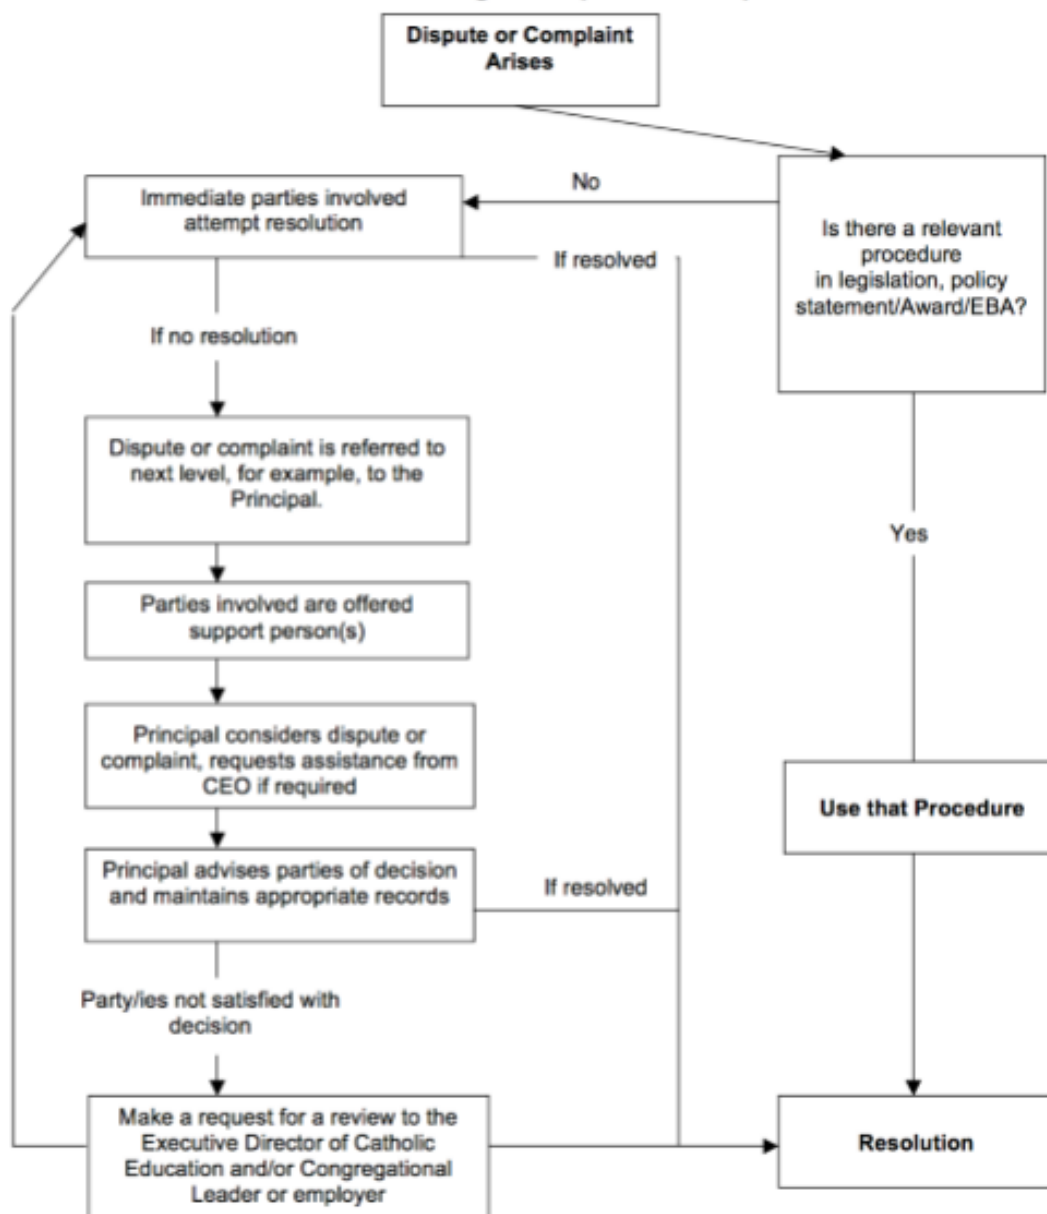 Dispute or Complaint
Arises
No
Immediate parties involved
attempt resolution
Is there a relevant
procedure
in legislation, policy
statement/Award/EBA?
If resolved
If no resolution
Dispute or complaint is referred to
next level, for example, to the
Principal.
Yes
Parties involved are offered
support person(s)
Principal considers dispute or
complaint, requests assistance from
CEO if required
Use that Procedure
Principal advises parties of decision
and maintains appropriate records
If resolved
Party/ies not satisfied with
decision
Make a request for a review to the
Executive Director of Catholic
Education and/or Congregational
Leader or employer
Resolution